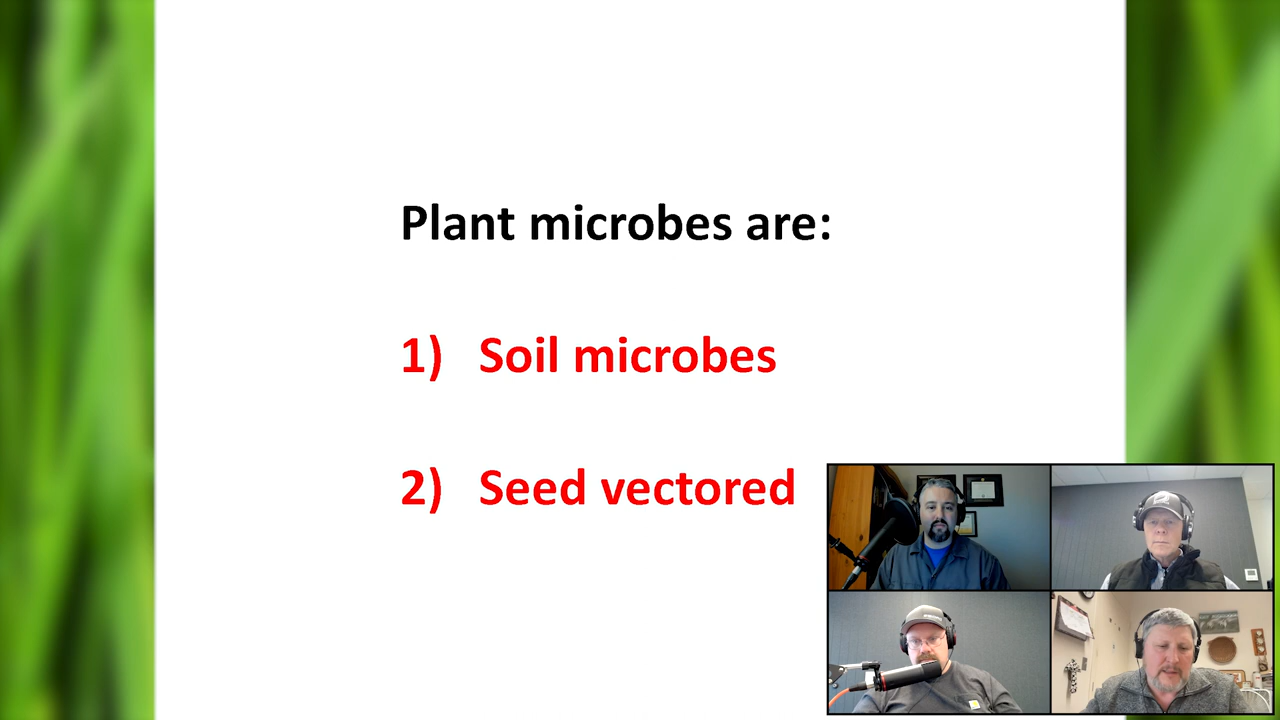 Plant microbes are:
1) Soil microbes
2) Seed vectored